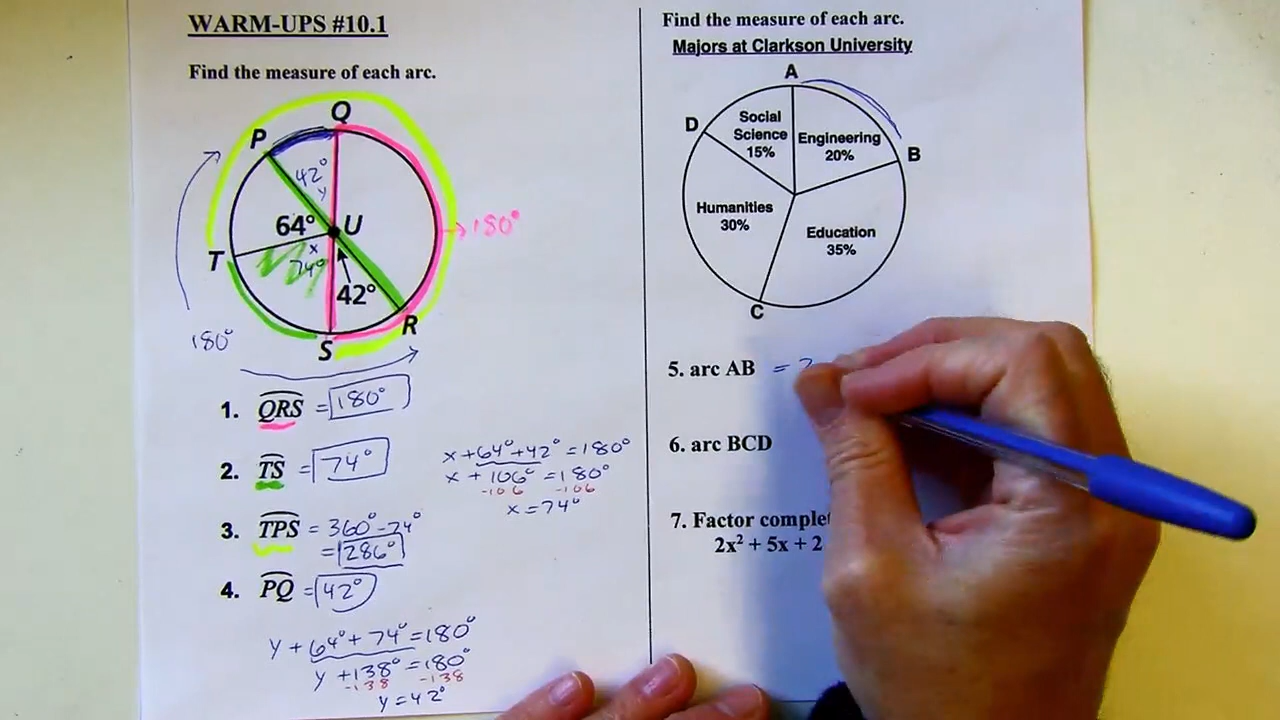 WARM-UPS #10.1
Find the measure of each arc.
Q
P
42°
y
64°
U
→180°
T
x
74°
42°
R
S
180°
1. QRS = 180°
2. TS = 74°
x+64°+42°=180°
x+106°=180°
-106 -106
x=74°
3. TPS = 360°-74°
=286°
4. PQ = 42°
y+64°+74°=180°
y+138°=180°
-138 -138
y=42°
Find the measure of each arc.
Majors at Clarkson University
A
D
Social
Science
15%
Engineering
20%
B
Humanities
30%
Education
35%
C
5. arc AB =
6. arc BCD
7. Factor
2x² + 5x + 2